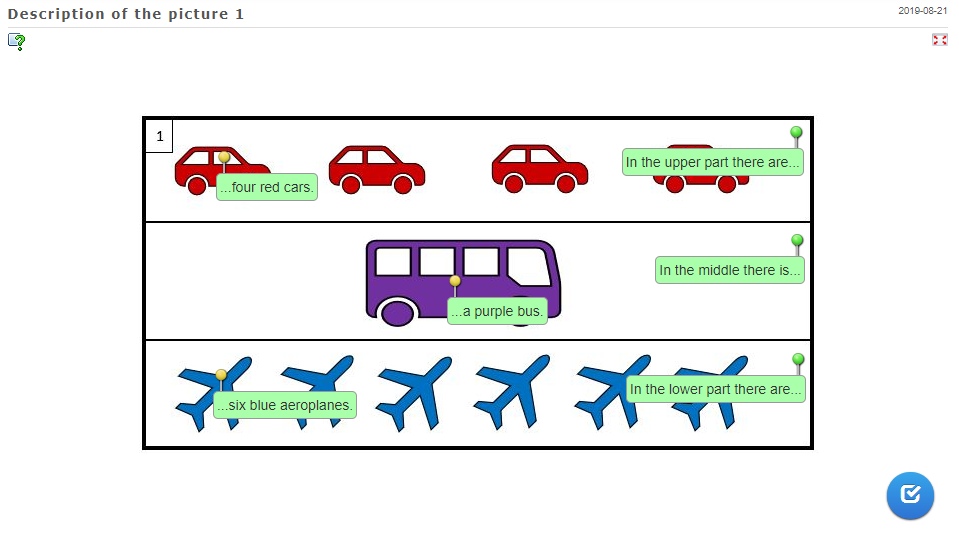 Description of the picture 1
2019-08-21
1
In the upper part there are...
...four red cars.
In the middle there is...
...a purple bus.
In the lower part there are...
...six blue aeroplanes.